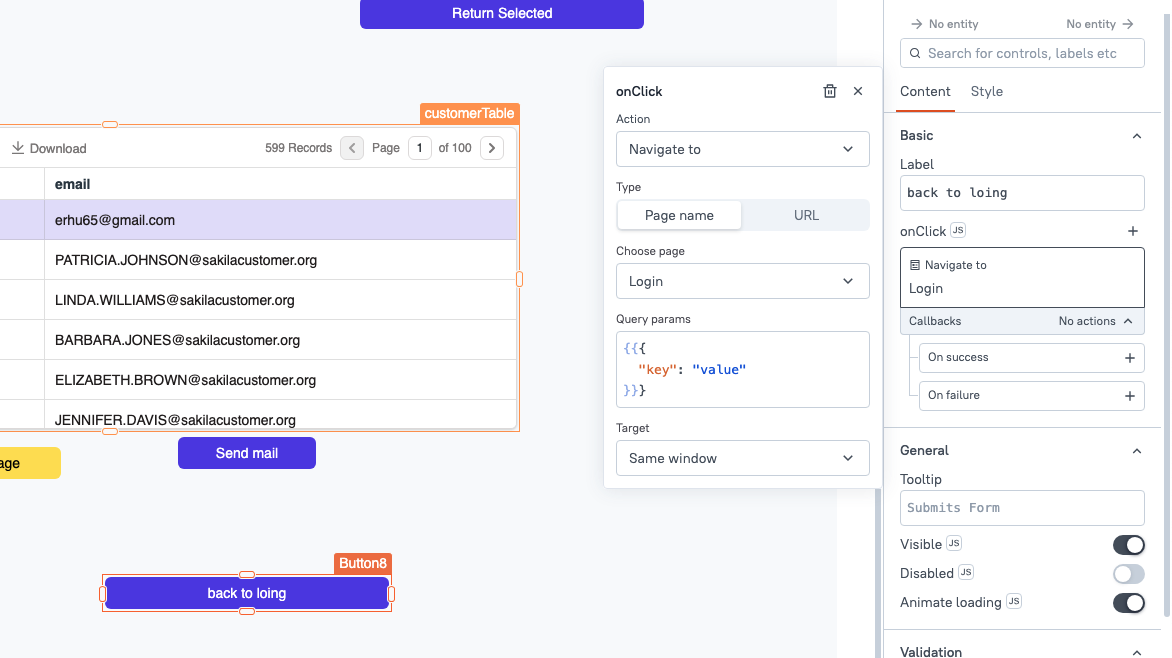 Return Selected
customerTable
Download
599 Records
Page
1
of 100
email
erhu65@gmail.com
PATRICIA.JOHNSON@sakilacustomer.org
LINDA.WILLIAMS@sakilacustomer.org
BARBARA.JONES@sakilacustomer.org
ELIZABETH.BROWN@sakilacustomer.org
JENNIFER.DAVIS@sakilacustomer.org
age
Send mail
Button8
back to loing
onClick
Action
Navigate to
Type
Page name
URL
Choose page
Login
Query params
{{{
"key": "value"
}}}
Target
Same window
No entity
No entity
Search for controls, labels etc
Content
Style
Basic
Label
back to loing
onClick JS
Navigate to
Login
Callbacks
No actions
On success
On failure
General
Tooltip
Submits Form
Visible JS
Disabled JS
Animate loading JS
Validation